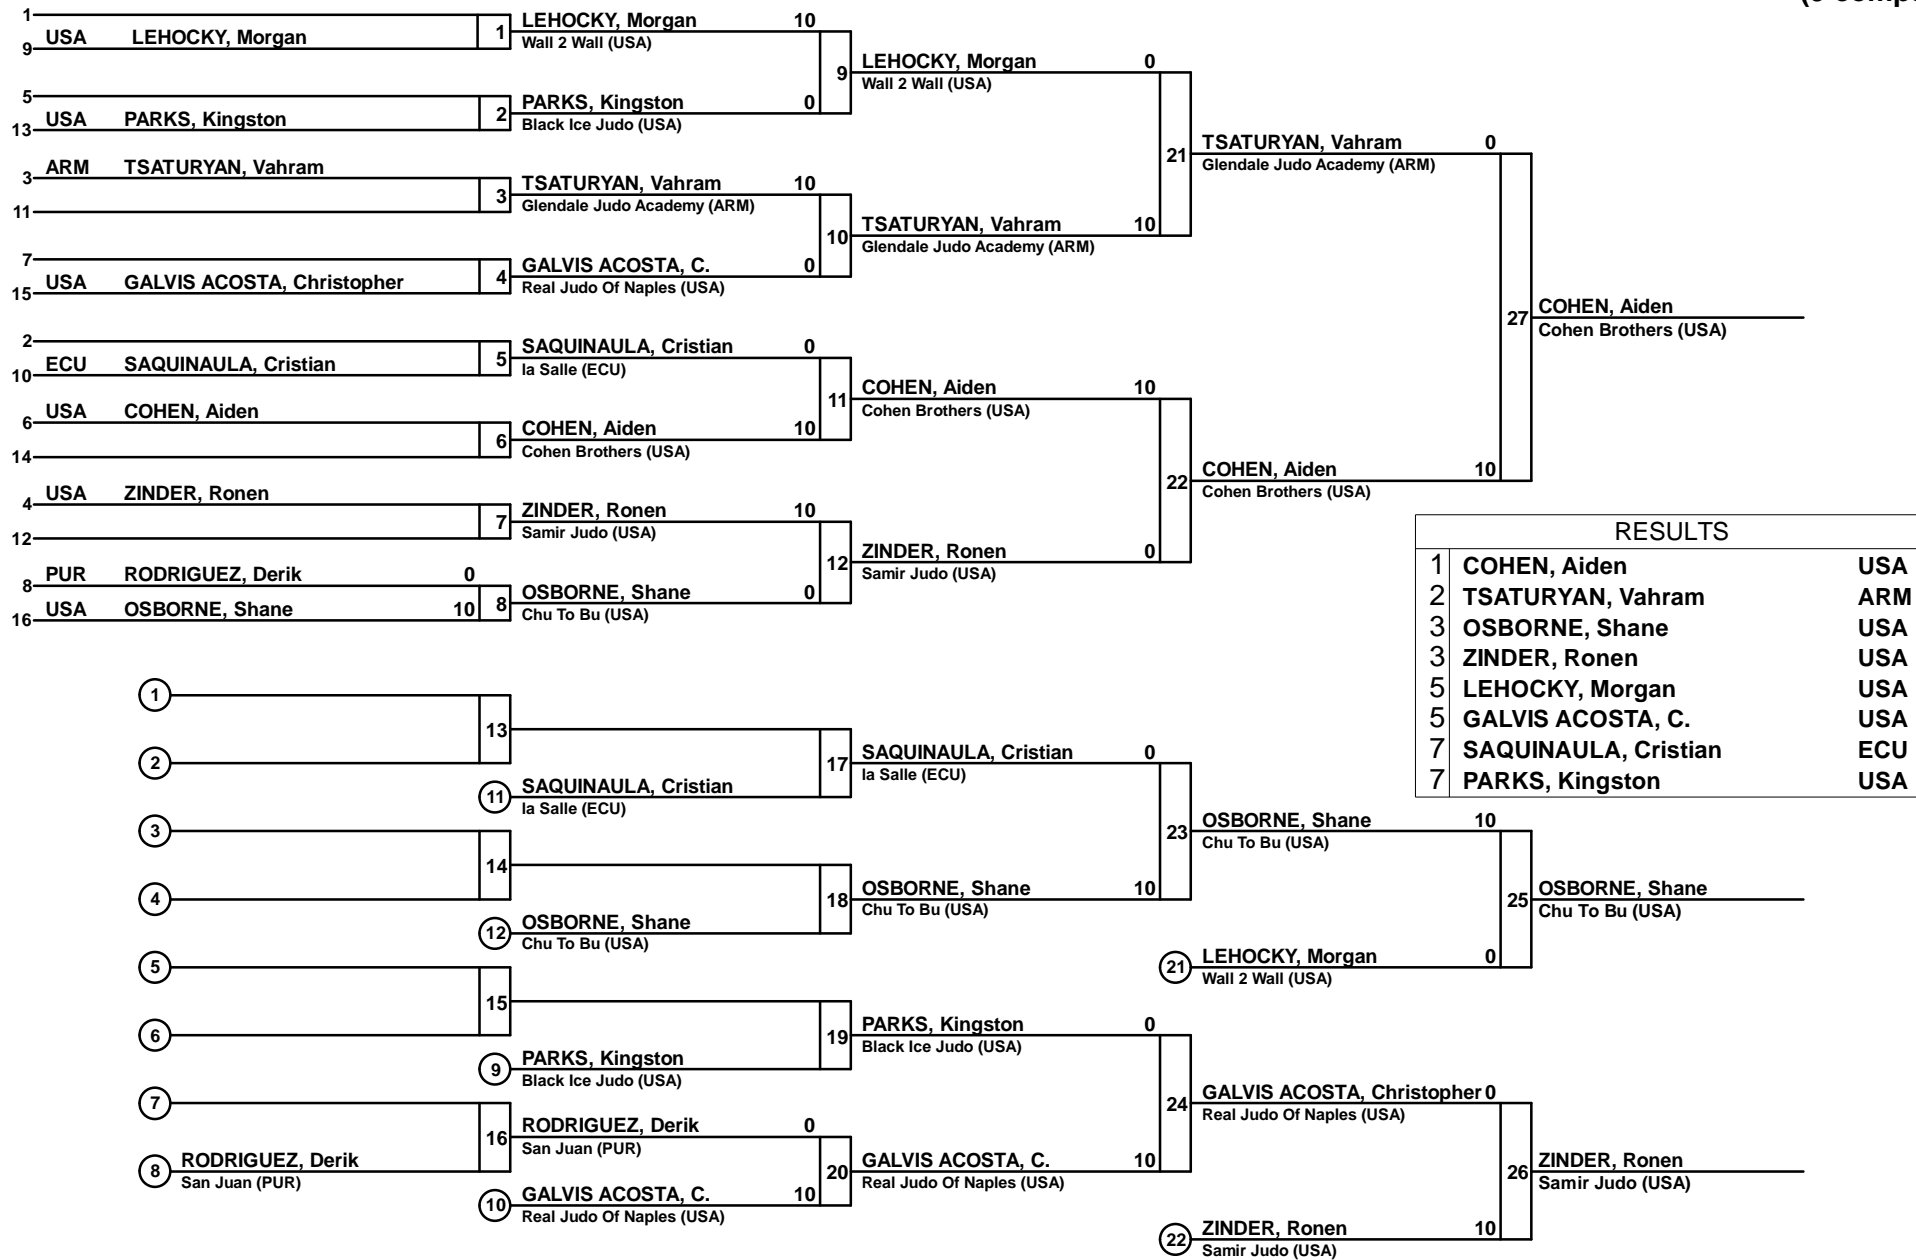 (9 comp
1
USA LEHOCKY, Morgan
9
1
LEHOCKY, Morgan 10
Wall 2 Wall (USA)
5
USA PARKS, Kingston
13
2
PARKS, Kingston 0
Black Ice Judo (USA)
9
LEHOCKY, Morgan 0
Wall 2 Wall (USA)
ARM TSATURYAN, Vahram
3
11
3
TSATURYAN, Vahram 10
Glendale Judo Academy (ARM)
7
USA GALVIS ACOSTA, Christopher
15
4
GALVIS ACOSTA, C. 0
Real Judo Of Naples (USA)
10
TSATURYAN, Vahram 10
Glendale Judo Academy (ARM)
21
TSATURYAN, Vahram 0
Glendale Judo Academy (ARM)
2
ECU SAQUINAULA, Cristian
10
5
SAQUINAULA, Cristian 0
la Salle (ECU)
USA COHEN, Aiden
6
14
6
COHEN, Aiden 10
Cohen Brothers (USA)
11
COHEN, Aiden 10
Cohen Brothers (USA)
USA ZINDER, Ronen
4
12
7
ZINDER, Ronen 10
Samir Judo (USA)
PUR RODRIGUEZ, Derik 0
8
USA OSBORNE, Shane 10
16
8
OSBORNE, Shane 0
Chu To Bu (USA)
12
ZINDER, Ronen 0
Samir Judo (USA)
22
COHEN, Aiden 10
Cohen Brothers (USA)
27
COHEN, Aiden
Cohen Brothers (USA)
RESULTS
1 COHEN, Aiden USA
2 TSATURYAN, Vahram ARM
3 OSBORNE, Shane USA
3 ZINDER, Ronen USA
5 LEHOCKY, Morgan USA
5 GALVIS ACOSTA, C. USA
7 SAQUINAULA, Cristian ECU
7 PARKS, Kingston USA
1
2
13
11
SAQUINAULA, Cristian
la Salle (ECU)
17
SAQUINAULA, Cristian 0
la Salle (ECU)
3
4
14
12
OSBORNE, Shane
Chu To Bu (USA)
18
OSBORNE, Shane 10
Chu To Bu (USA)
23
OSBORNE, Shane 10
Chu To Bu (USA)
21
LEHOCKY, Morgan 0
Wall 2 Wall (USA)
25
OSBORNE, Shane
Chu To Bu (USA)
5
6
15
9
PARKS, Kingston
Black Ice Judo (USA)
19
PARKS, Kingston 0
Black Ice Judo (USA)
7
8
RODRIGUEZ, Derik
San Juan (PUR)
16
RODRIGUEZ, Derik 0
San Juan (PUR)
10
GALVIS ACOSTA, C. 10
Real Judo Of Naples (USA)
20
GALVIS ACOSTA, C. 10
Real Judo Of Naples (USA)
24
GALVIS ACOSTA, Christopher 0
Real Judo Of Naples (USA)
22
ZINDER, Ronen 10
Samir Judo (USA)
26
ZINDER, Ronen
Samir Judo (USA)